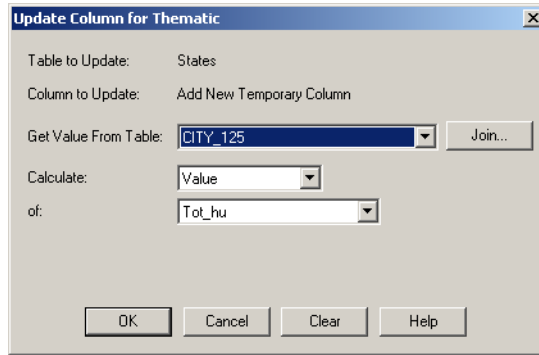 Update Column for Thematic
Table to Update: States
Column to Update: Add New Temporary Column
Get Value From Table: CITY_125 Join...
Calculate: Value
of: Tot_hu
OK Cancel Clear Help